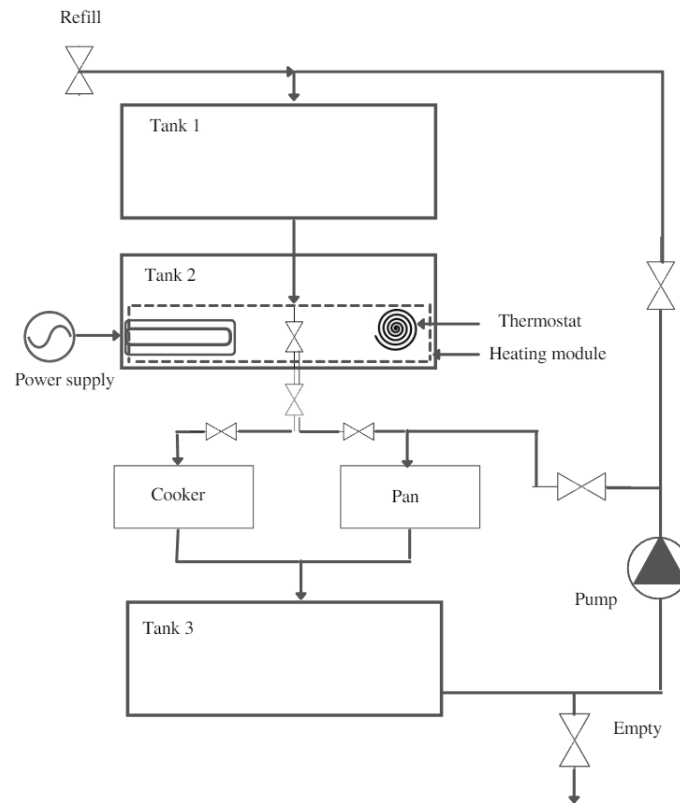 Refill
Tank 1
Tank 2
Thermostat
Heating module
Power supply
Cooker
Pan
Pump
Tank 3
Empty